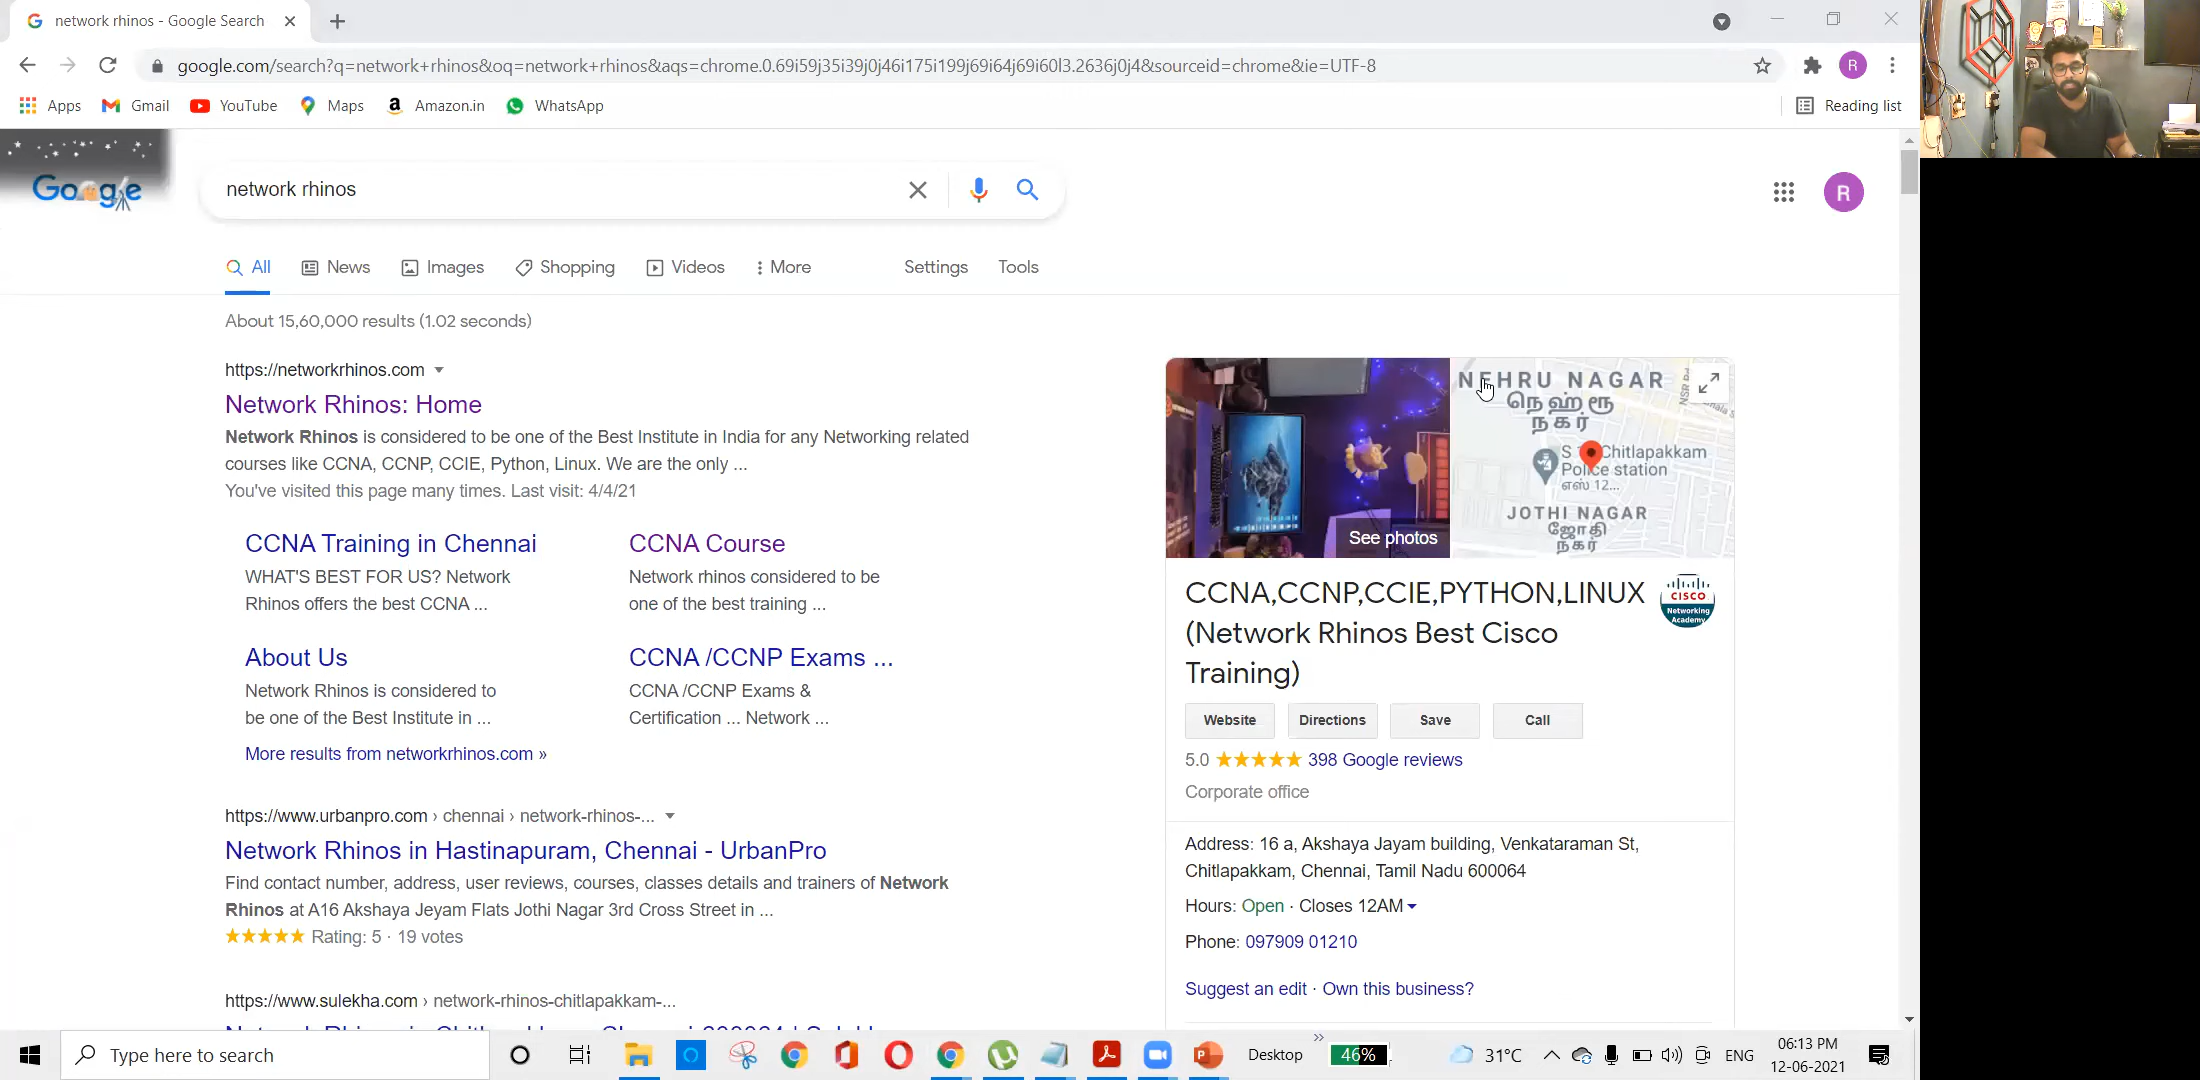 network rhinos - Google Search
google.com/search?q=network+rhinos&oq=network+rhinos&aqs=chrome.0.69i59j35i39j0j46i175i199j69i64j69i60l3.2636j0j4&sourceid=chrome&ie=UTF-8
R
Apps Gmail YouTube Maps Amazon.in WhatsApp Reading list
Google
network rhinos
R
All News Images Shopping Videos More Settings Tools
About 15,60,000 results (1.02 seconds)
https://networkrhinos.com
Network Rhinos: Home
Network Rhinos is considered to be one of the Best Institute in India for any Networking related
courses like CCNA, CCNP, CCIE, Python, Linux. We are the only ...
You've visited this page many times. Last visit: 4/4/21
CCNA Training in Chennai
WHAT'S BEST FOR US? Network
Rhinos offers the best CCNA ...
CCNA Course
Network rhinos considered to be
one of the best training ...
About Us
Network Rhinos is considered to
be one of the Best Institute in ...
CCNA /CCNP Exams ...
CCNA /CCNP Exams &
Certification ... Network ...
More results from networkrhinos.com »
https://www.urbanpro.com › chennai › network-rhinos-...
Network Rhinos in Hastinapuram, Chennai - UrbanPro
Find contact number, address, user reviews, courses, classes details and trainers of Network
Rhinos at A16 Akshaya Jeyam Flats Jothi Nagar 3rd Cross Street in ...
Rating: 5 · 19 votes
https://www.sulekha.com › network-rhinos-chitlapakkam-...
See photos
NEHRU NAGAR
நெஹ்ரூ
நகர்
NSR Rd
Chitlapakkam
Police station
எஸ் 12...
JOTHI NAGAR
ஜோதி
நகர்
CCNA,CCNP,CCIE,PYTHON,LINUX
(Network Rhinos Best Cisco
Training)
CISCO
Networking
Academy
Website Directions Save Call
5.0 398 Google reviews
Corporate office
Address: 16 a, Akshaya Jayam building, Venkataraman St,
Chitlapakkam, Chennai, Tamil Nadu 600064
Hours: Open · Closes 12AM
Phone: 097909 01210
Suggest an edit · Own this business?
Type here to search
Desktop
46%
31°C
ENG
06:13 PM
12-06-2021